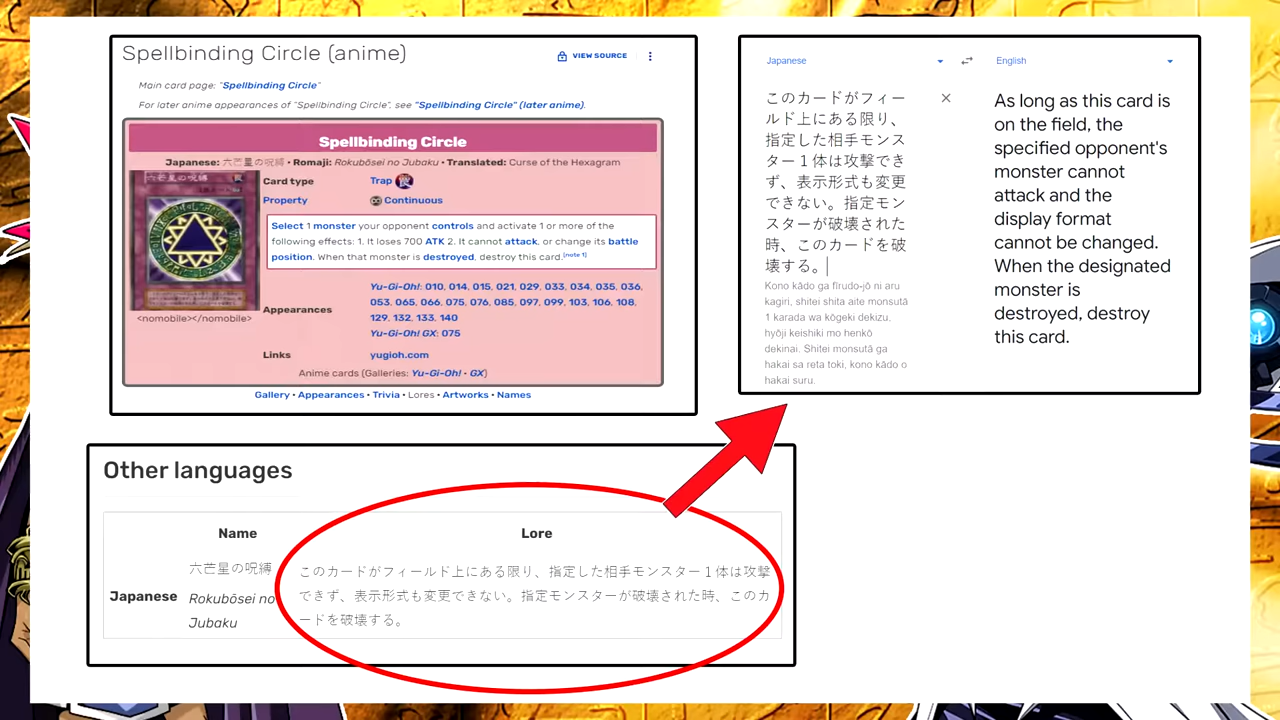 Spellbinding Circle (anime)
VIEW SOURCE
Main card page: "Spellbinding Circle"
For later anime appearances of "Spellbinding Circle", see "Spellbinding Circle" (later anime).
Spellbinding Circle
Japanese: 六芒星の呪縛 • Romaji: Rokubōsei no Jubaku • Translated: Curse of the Hexagram
六芒星の呪縛
Card type
Trap
Property
Continuous
Select 1 monster your opponent controls and activate 1 or more of the
following effects: 1. It loses 700 ATK 2. It cannot attack, or change its battle
position. When that monster is destroyed, destroy this card.[note 1]
Appearances
Yu-Gi-Oh!: 010, 014, 015, 021, 029, 033, 034, 035, 036,
053, 065, 066, 075, 076, 085, 097, 099, 103, 106, 108,
129, 132, 133, 140
Yu-Gi-Oh! GX: 075
<nomobile></nomobile>
Links
yugioh.com
Anime cards (Galleries: Yu-Gi-Oh! • GX)
Gallery • Appearances • Trivia • Lores • Artworks • Names
Japanese
English
このカードがフィー
ルド上にある限り、
指定した相手モンス
ター１体は攻撃でき
ず、表示形式も変更
できない。指定モン
スターが破壊された
時、このカードを破
壊する。
Kono kādo ga fīrudo-jō ni aru
kagiri, shitei shita aite monsutā
1 karada wa kōgeki dekizu,
hyōji keishiki mo henkō
dekinai. Shitei monsutā ga
hakai sa reta toki, kono kādo o
hakai suru.
As long as this card is
on the field, the
specified opponent's
monster cannot
attack and the
display format
cannot be changed.
When the designated
monster is
destroyed, destroy
this card.
Other languages
Name
Lore
Japanese
六芒星の呪縛
Rokubōsei no
Jubaku
このカードがフィールド上にある限り、指定した相手モンスター１体は攻撃
できず、表示形式も変更できない。指定モンスターが破壊された時、このカ
ードを破壊する。